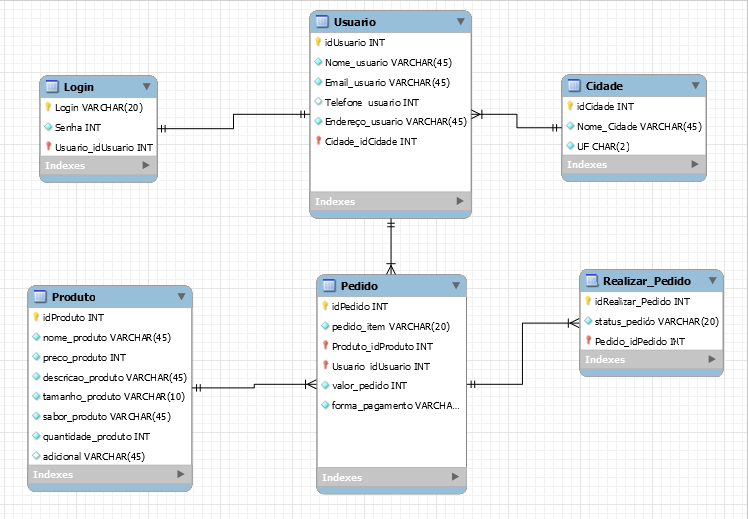 Usuario
idUsuario INT
Nome_usuario VARCHAR(45)
Email_usuario VARCHAR(45)
Telefone_usuario INT
Endereço_usuario VARCHAR(45)
Cidade_idCidade INT
Indexes
Login
Login VARCHAR(20)
Senha INT
Usuario_idUsuario INT
Indexes
Cidade
idCidade INT
Nome_Cidade VARCHAR(45)
UF CHAR(2)
Indexes
Produto
idProduto INT
nome_produto VARCHAR(45)
preco_produto INT
descricao_produto VARCHAR(45)
tamanho_produto VARCHAR(10)
sabor_produto VARCHAR(45)
quantidade_produto INT
adicional VARCHAR(45)
Indexes
Pedido
idPedido INT
pedido_item VARCHAR(20)
Produto_idProduto INT
Usuario_idUsuario INT
valor_pedido INT
forma_pagamento VARCHA...
Indexes
Realizar_Pedido
idRealizar_Pedido INT
status_pedido VARCHAR(20)
Pedido_idPedido INT
Indexes